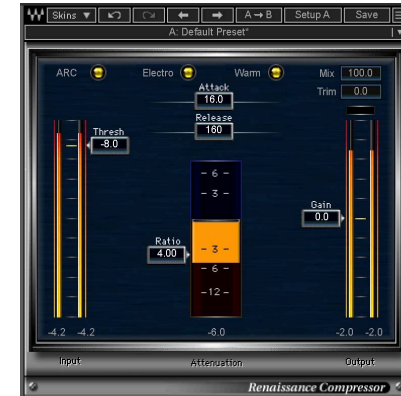 Skins ▼ A→B Setup A Save
A: Default Preset*
ARC Electro Warm Mix 100.0
Trim 0.0
Attack
16.0
Release
160
Thresh
-8.0
- 6 -
- 3 -
Gain
0.0
Ratio
4.00
- 3 -
- 6 -
-12-
-4.2 -4.2 -6.0 -2.0 -2.0
Input Attenuation Output
Renaissance Compressor